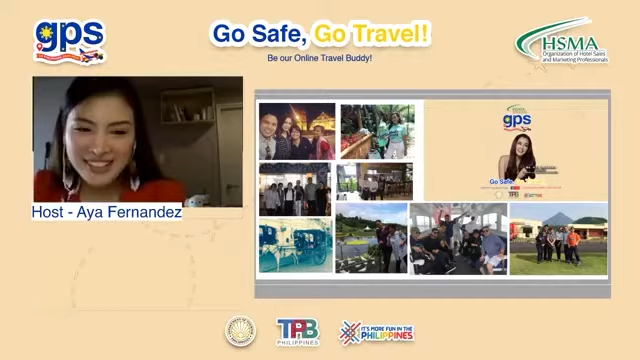 gps
Go Safe, Go Travel!
Be our Online Travel Buddy!
HSMA
Organization of Hotel Sales
and Marketing Professionals
HSMA
gps
Go Safe,
Host - Aya Fernandez
TPB
PHILIPPINES
IT'S MORE FUN IN THE
PHILIPPINES